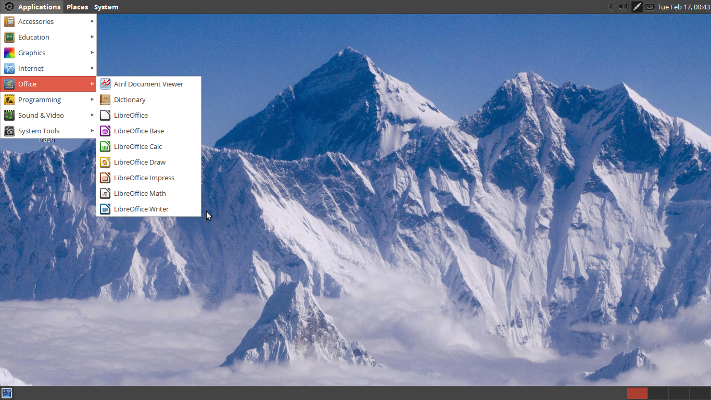 Applications Places System
Tue Feb 17, 00:43
Accessories
Education
Graphics
Internet
Office
Programming
Sound & Video
System Tools
Atril Document Viewer
Dictionary
LibreOffice
LibreOffice Base
LibreOffice Calc
LibreOffice Draw
LibreOffice Impress
LibreOffice Math
LibreOffice Writer